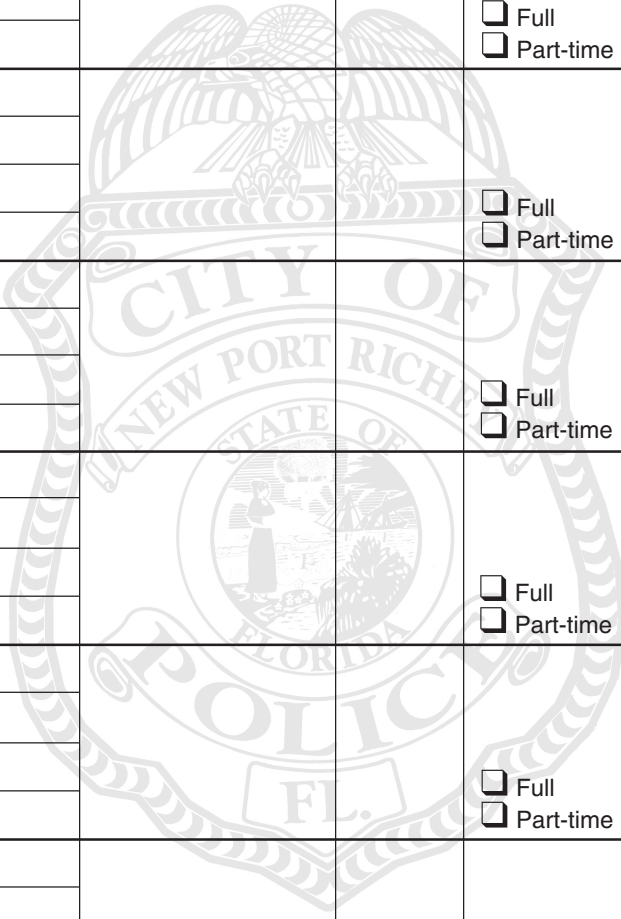 Full
Part-time
Full
Part-time
CITY OF
NEW PORT RICHEY
Full
Part-time
STATE OF
Full
Part-time
FLORIDA
POLICE
Full
Part-time
FL.